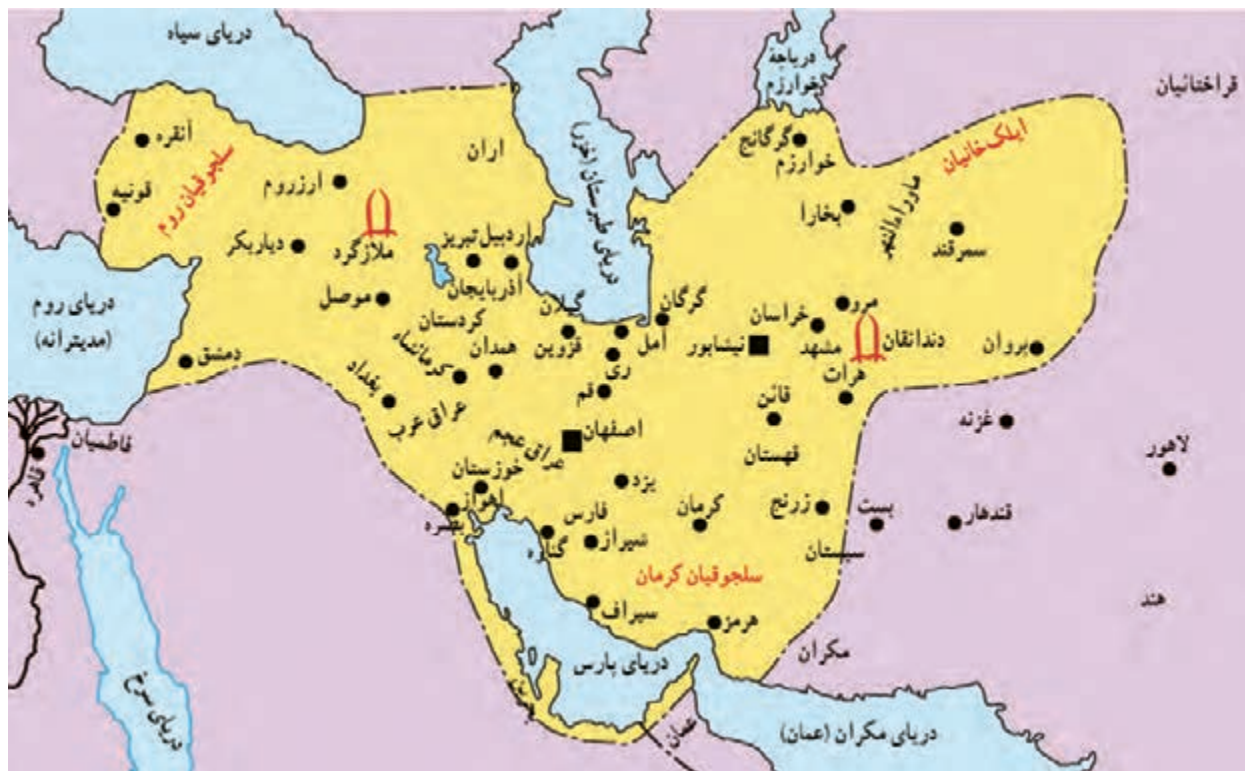 دریای سیاه
دریاچهٔ
خوارزم
قراختائیان
ایلک‌خانیان
گرگانج
خوارزم
اران
آنقره
سلجوقیان روم
ارزروم
قونیه
دریای طبرستان (خزر)
بخارا
ماوراءالنهر
سمرقند
ملازگرد
دیاربکر
اردبیل
تبریز
آذربایجان
موصل
دریای روم
(مدیترانه)
گیلان
گرگان
مرو
خراسان
کردستان
قزوین
آمل
نیشابور
مشهد
دندانقان
پروان
دمشق
کرمانشاه
همدان
ری
هرات
بغداد
قم
قائن
غزنه
عراق عرب
فاطمیان
قاهره
اصفهان
عراق عجم
قهستان
لاهور
خوزستان
یزد
اهواز
بصره
فارس
کرمان
زرنج
بست
قندهار
گناوه
شیراز
سیستان
سلجوقیان کرمان
سیراف
هرمز
هند
مکران
دریای پارس
دریای سرخ
عمان
دریای مکران (عمان)